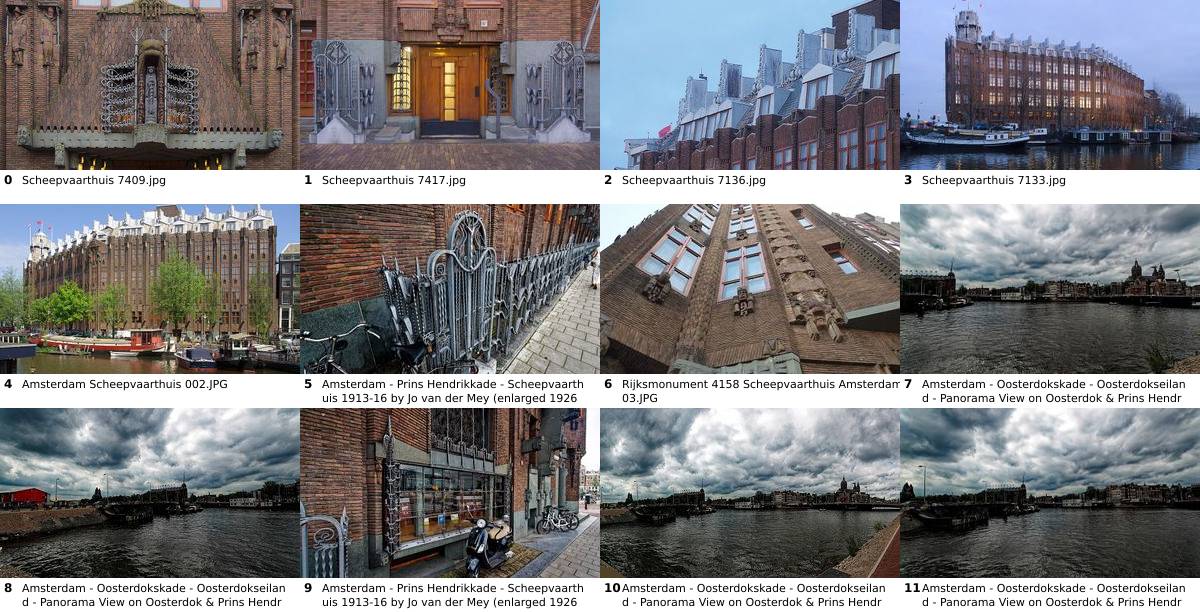 0 Scheepvaarthuis 7409.jpg
1 Scheepvaarthuis 7417.jpg
2 Scheepvaarthuis 7136.jpg
3 Scheepvaarthuis 7133.jpg
4 Amsterdam Scheepvaarthuis 002.JPG
5 Amsterdam - Prins Hendrikkade - Scheepvaarth
uis 1913-16 by Jo van der Mey (enlarged 1926
6 Rijksmonument 4158 Scheepvaarthuis Amsterdam
03.JPG
7 Amsterdam - Oosterdokskade - Oosterdokseilan
d - Panorama View on Oosterdok & Prins Hendr
8 Amsterdam - Oosterdokskade - Oosterdokseilan
d - Panorama View on Oosterdok & Prins Hendr
9 Amsterdam - Prins Hendrikkade - Scheepvaarth
uis 1913-16 by Jo van der Mey (enlarged 1926
10 Amsterdam - Oosterdokskade - Oosterdokseilan
d - Panorama View on Oosterdok & Prins Hendr
11 Amsterdam - Oosterdokskade - Oosterdokseilan
d - Panorama View on Oosterdok & Prins Hendr